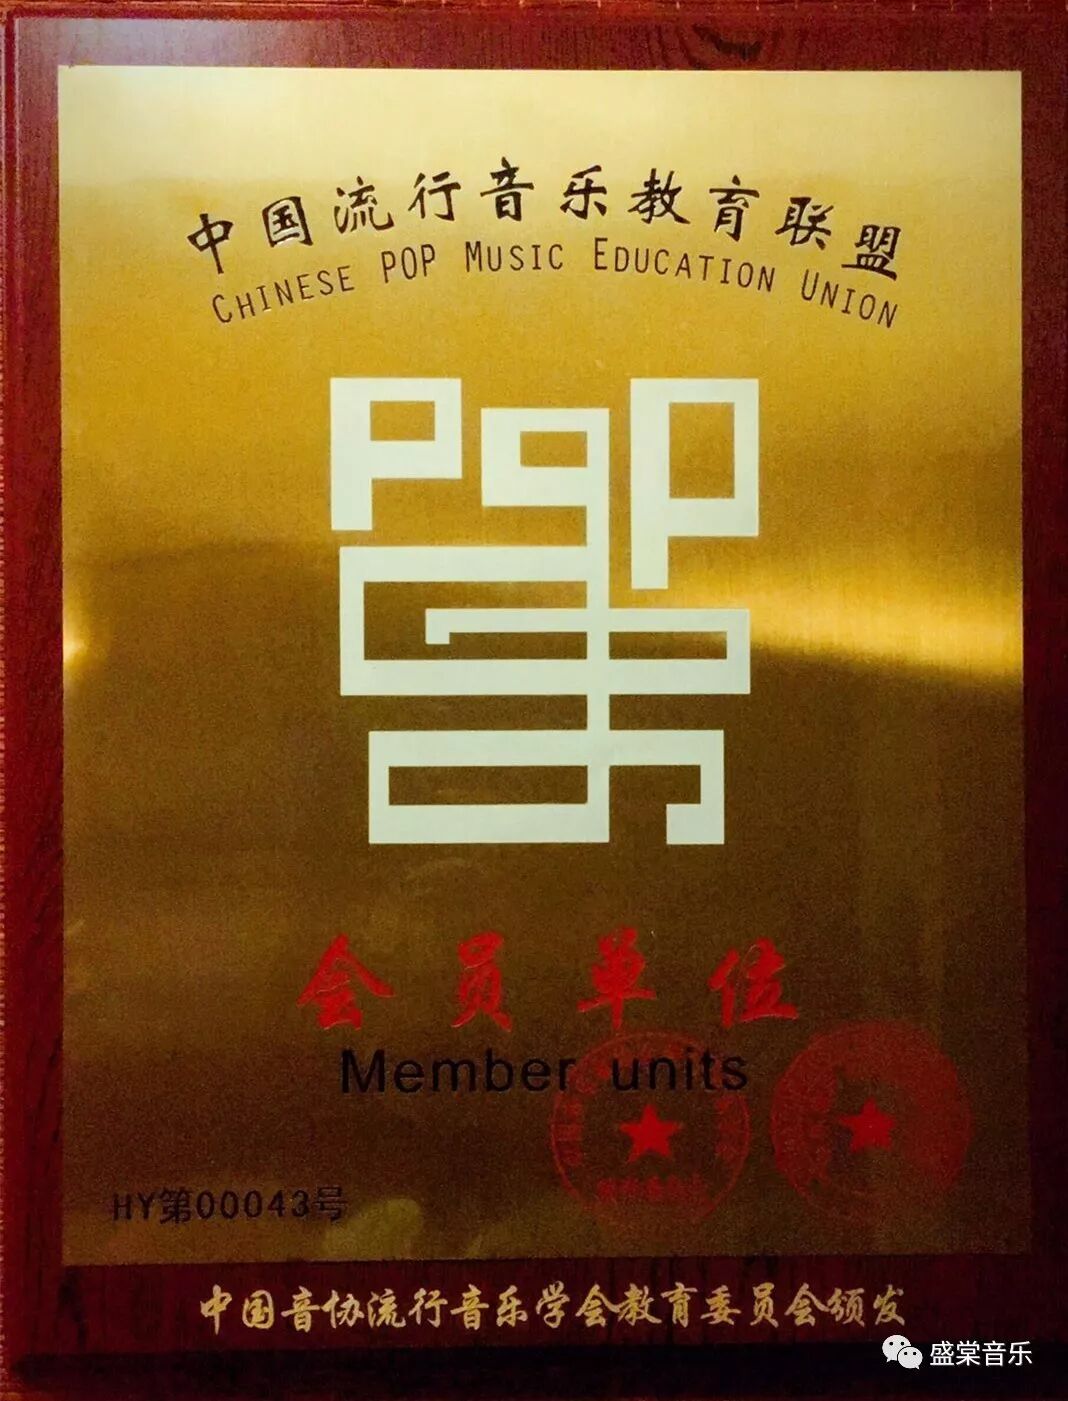 中国流行音乐教育联盟
CHINESE POP MUSIC EDUCATION UNION
POP
会员单位
Member units
HY第00043号
中国音协流行音乐学会教育委员会颁发
盛棠音乐